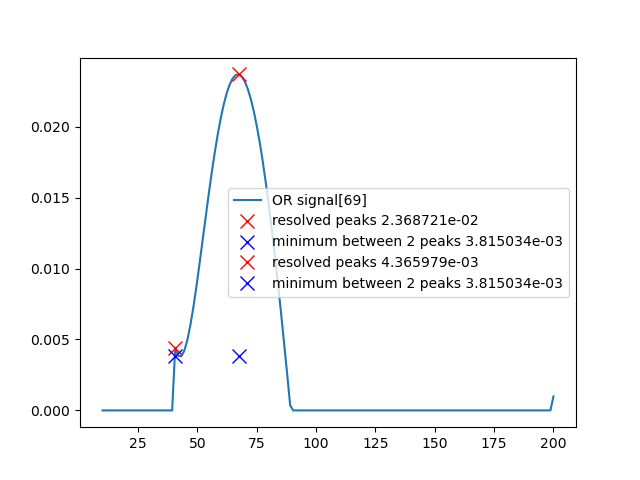 0.020
0.015
0.010
0.005
0.000
OR signal[69]
resolved peaks 2.368721e-02
minimum between 2 peaks 3.815034e-03
resolved peaks 4.365979e-03
minimum between 2 peaks 3.815034e-03
25 50 75 100 125 150 175 200